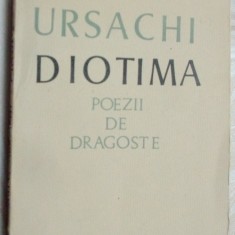 URSACHI
DIOTIMA
POEZII
DE
DRAGOSTE